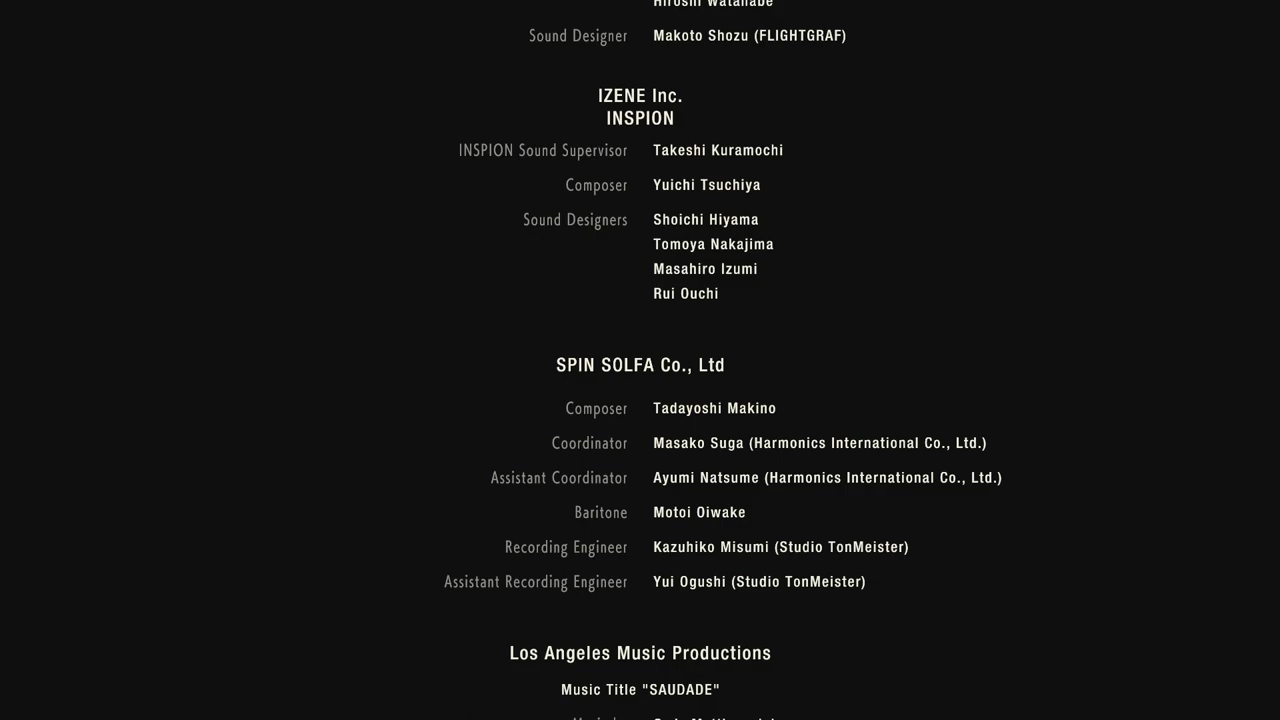 Hiroshi Watanabe
Sound Designer Makoto Shozu (FLIGHTGRAF)
IZENE Inc.
INSPION
INSPION Sound Supervisor Takeshi Kuramochi
Composer Yuichi Tsuchiya
Sound Designers Shoichi Hiyama
Tomoya Nakajima
Masahiro Izumi
Rui Ouchi
SPIN SOLFA Co., Ltd
Composer Tadayoshi Makino
Coordinator Masako Suga (Harmonics International Co., Ltd.)
Assistant Coordinator Ayumi Natsume (Harmonics International Co., Ltd.)
Baritone Motoi Oiwake
Recording Engineer Kazuhiko Misumi (Studio TonMeister)
Assistant Recording Engineer Yui Ogushi (Studio TonMeister)
Los Angeles Music Productions
Music Title "SAUDADE"